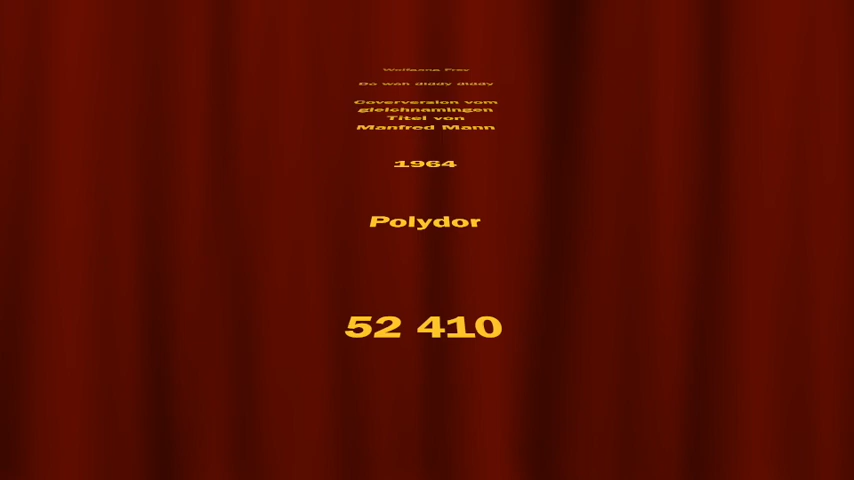 Wolfgang Frey
Do wah diddy diddy
Coverversion vom
gleichnamingen
Titel von
Manfred Mann
1964
Polydor
52 410